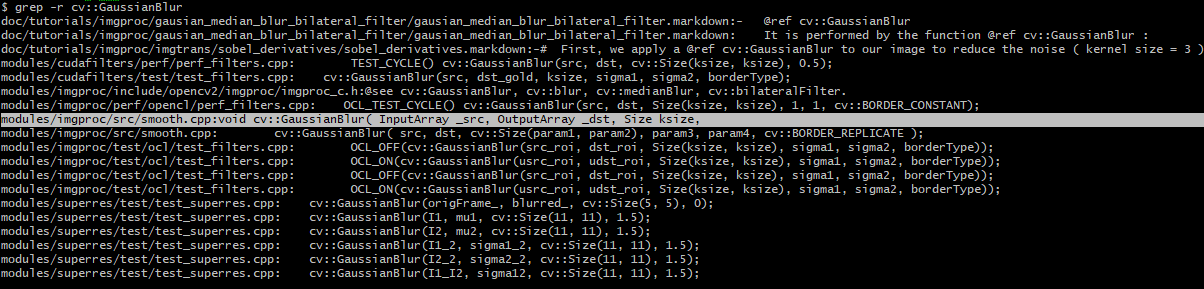 $ grep -r cv::GaussianBlur
doc/tutorials/imgproc/gausian_median_blur_bilateral_filter/gausian_median_blur_bilateral_filter.markdown:-   @ref cv::GaussianBlur
doc/tutorials/imgproc/gausian_median_blur_bilateral_filter/gausian_median_blur_bilateral_filter.markdown:    It is performed by the function @ref cv::GaussianBlur :
doc/tutorials/imgproc/imgtrans/sobel_derivatives/sobel_derivatives.markdown:-#  First, we apply a @ref cv::GaussianBlur to our image to reduce the noise ( kernel size = 3 )
modules/cudafilters/perf/perf_filters.cpp:        TEST_CYCLE() cv::GaussianBlur(src, dst, cv::Size(ksize, ksize), 0.5);
modules/cudafilters/test/test_filters.cpp:    cv::GaussianBlur(src, dst_gold, ksize, sigma1, sigma2, borderType);
modules/imgproc/include/opencv2/imgproc/imgproc_c.h:@see cv::GaussianBlur, cv::blur, cv::medianBlur, cv::bilateralFilter.
modules/imgproc/perf/opencl/perf_filters.cpp:    OCL_TEST_CYCLE() cv::GaussianBlur(src, dst, Size(ksize, ksize), 1, 1, cv::BORDER_CONSTANT);
modules/imgproc/src/smooth.cpp:void cv::GaussianBlur( InputArray _src, OutputArray _dst, Size ksize,
modules/imgproc/src/smooth.cpp:        cv::GaussianBlur( src, dst, cv::Size(param1, param2), param3, param4, cv::BORDER_REPLICATE );
modules/imgproc/test/ocl/test_filters.cpp:        OCL_OFF(cv::GaussianBlur(src_roi, dst_roi, Size(ksize, ksize), sigma1, sigma2, borderType));
modules/imgproc/test/ocl/test_filters.cpp:        OCL_ON(cv::GaussianBlur(usrc_roi, udst_roi, Size(ksize, ksize), sigma1, sigma2, borderType));
modules/imgproc/test/ocl/test_filters.cpp:        OCL_OFF(cv::GaussianBlur(src_roi, dst_roi, Size(ksize, ksize), sigma1, sigma2, borderType));
modules/imgproc/test/ocl/test_filters.cpp:        OCL_ON(cv::GaussianBlur(usrc_roi, udst_roi, Size(ksize, ksize), sigma1, sigma2, borderType));
modules/superres/test/test_superres.cpp:    cv::GaussianBlur(origFrame_, blurred_, cv::Size(5, 5), 0);
modules/superres/test/test_superres.cpp:    cv::GaussianBlur(I1, mu1, cv::Size(11, 11), 1.5);
modules/superres/test/test_superres.cpp:    cv::GaussianBlur(I2, mu2, cv::Size(11, 11), 1.5);
modules/superres/test/test_superres.cpp:    cv::GaussianBlur(I1_2, sigma1_2, cv::Size(11, 11), 1.5);
modules/superres/test/test_superres.cpp:    cv::GaussianBlur(I2_2, sigma2_2, cv::Size(11, 11), 1.5);
modules/superres/test/test_superres.cpp:    cv::GaussianBlur(I1_I2, sigma12, cv::Size(11, 11), 1.5);